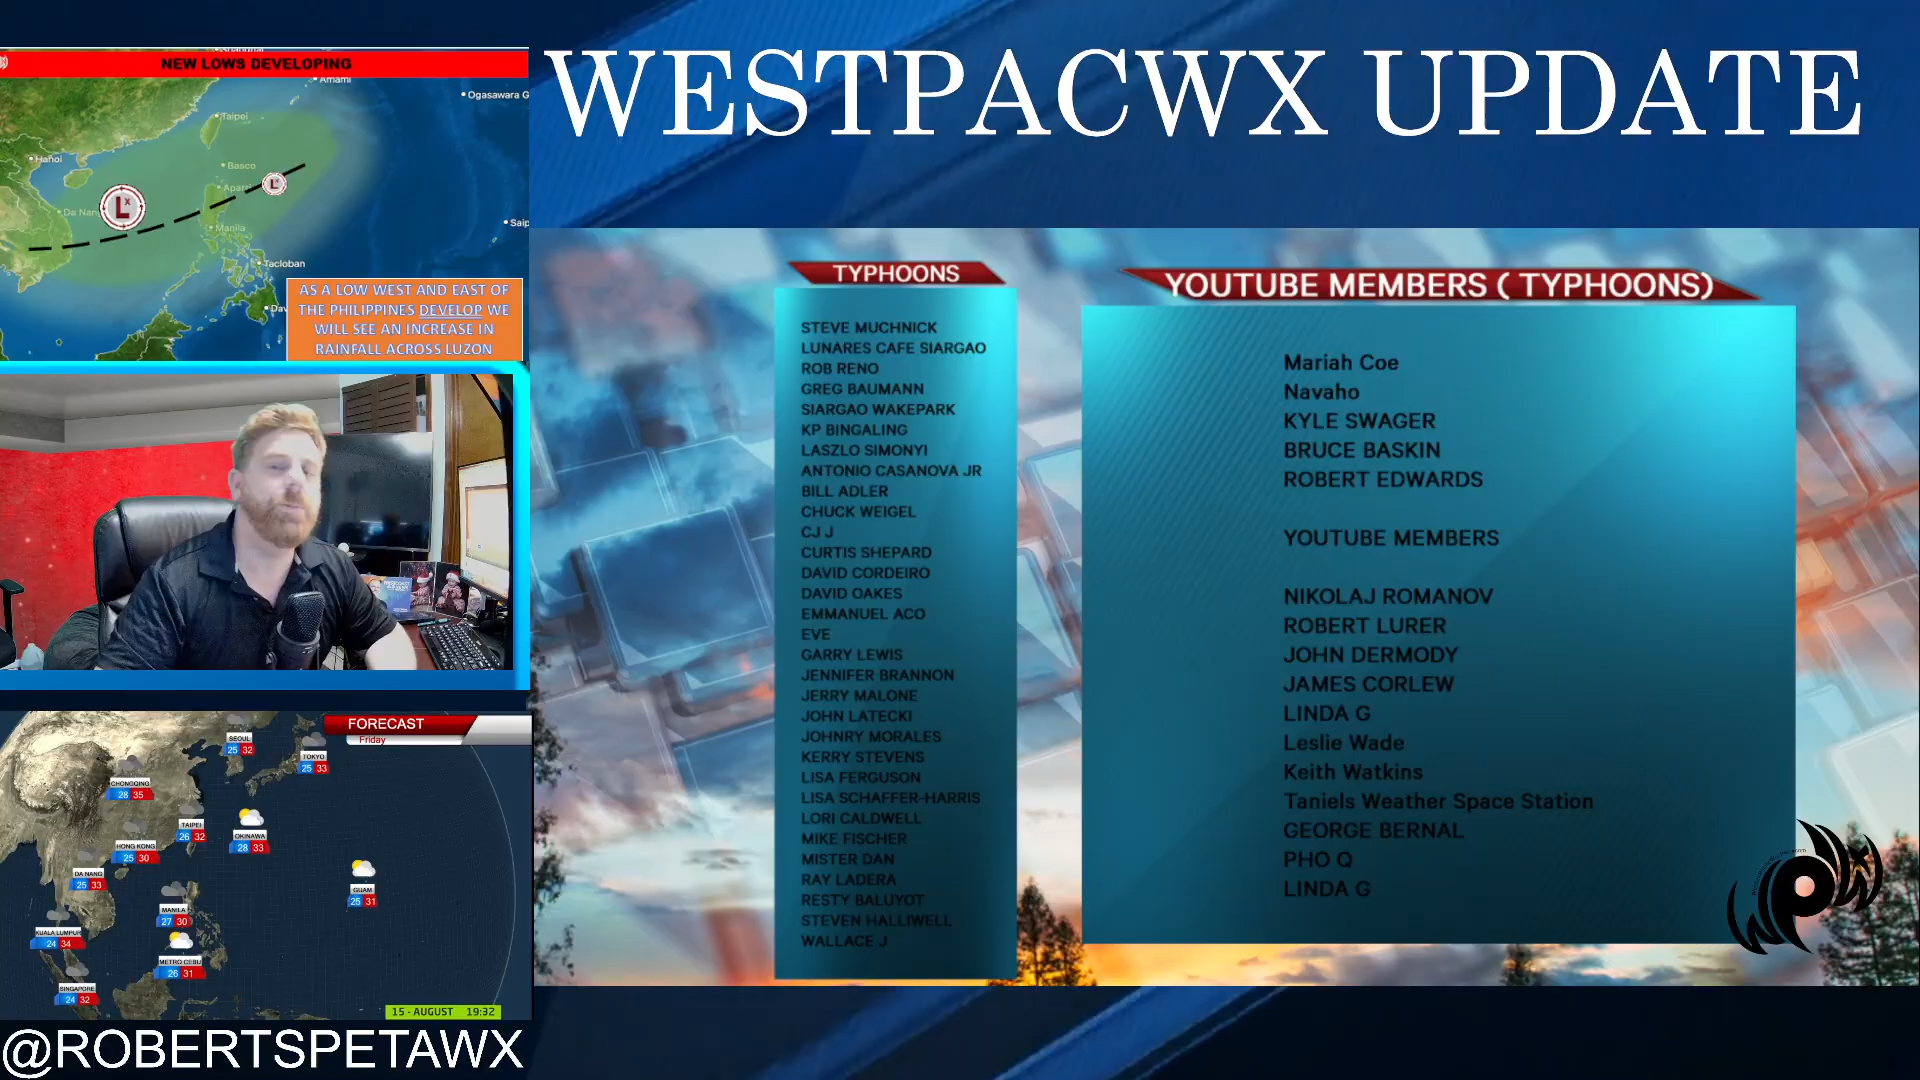 WESTPACWX UPDATE
NEW LOWS DEVELOPING
Amami
Ogasawara G
Taipei
Hanoi
Basco
Aparri
Da Nan
Saip
Manila
Tacloban
Dav
AS A LOW WEST AND EAST OF
THE PHILIPPINES DEVELOP WE
WILL SEE AN INCREASE IN
RAINFALL ACROSS LUZON
FORECAST
Friday
SEOUL
25 32
TOKYO
25 33
CHONGQING
28 35
TAIPEI
26 32
OKINAWA
28 33
HONG KONG
25 30
DA NANG
25 33
GUAM
25 31
MANILA
27 30
KUALA LUMPUR
24 34
METRO CEBU
26 31
SINGAPORE
24 32
15 - AUGUST 19:32
@ROBERTSPETAWX
TYPHOONS
STEVE MUCHNICK
LUNARES CAFE SIARGAO
ROB RENO
GREG BAUMANN
SIARGAO WAKEPARK
KP BINGALING
LASZLO SIMONYI
ANTONIO CASANOVA JR
BILL ADLER
CHUCK WEIGEL
CJ J
CURTIS SHEPARD
DAVID CORDEIRO
DAVID OAKES
EMMANUEL ACO
EVE
GARRY LEWIS
JENNIFER BRANNON
JERRY MALONE
JOHN LATECKI
JOHNRY MORALES
KERRY STEVENS
LISA FERGUSON
LISA SCHAFFER-HARRIS
LORI CALDWELL
MIKE FISCHER
MISTER DAN
RAY LADERA
RESTY BALUYOT
STEVEN HALLIWELL
WALLACE J
YOUTUBE MEMBERS ( TYPHOONS)
Mariah Coe
Navaho
KYLE SWAGER
BRUCE BASKIN
ROBERT EDWARDS
YOUTUBE MEMBERS
NIKOLAJ ROMANOV
ROBERT LURER
JOHN DERMODY
JAMES CORLEW
LINDA G
Leslie Wade
Keith Watkins
Taniels Weather Space Station
GEORGE BERNAL
PHO Q
LINDA G